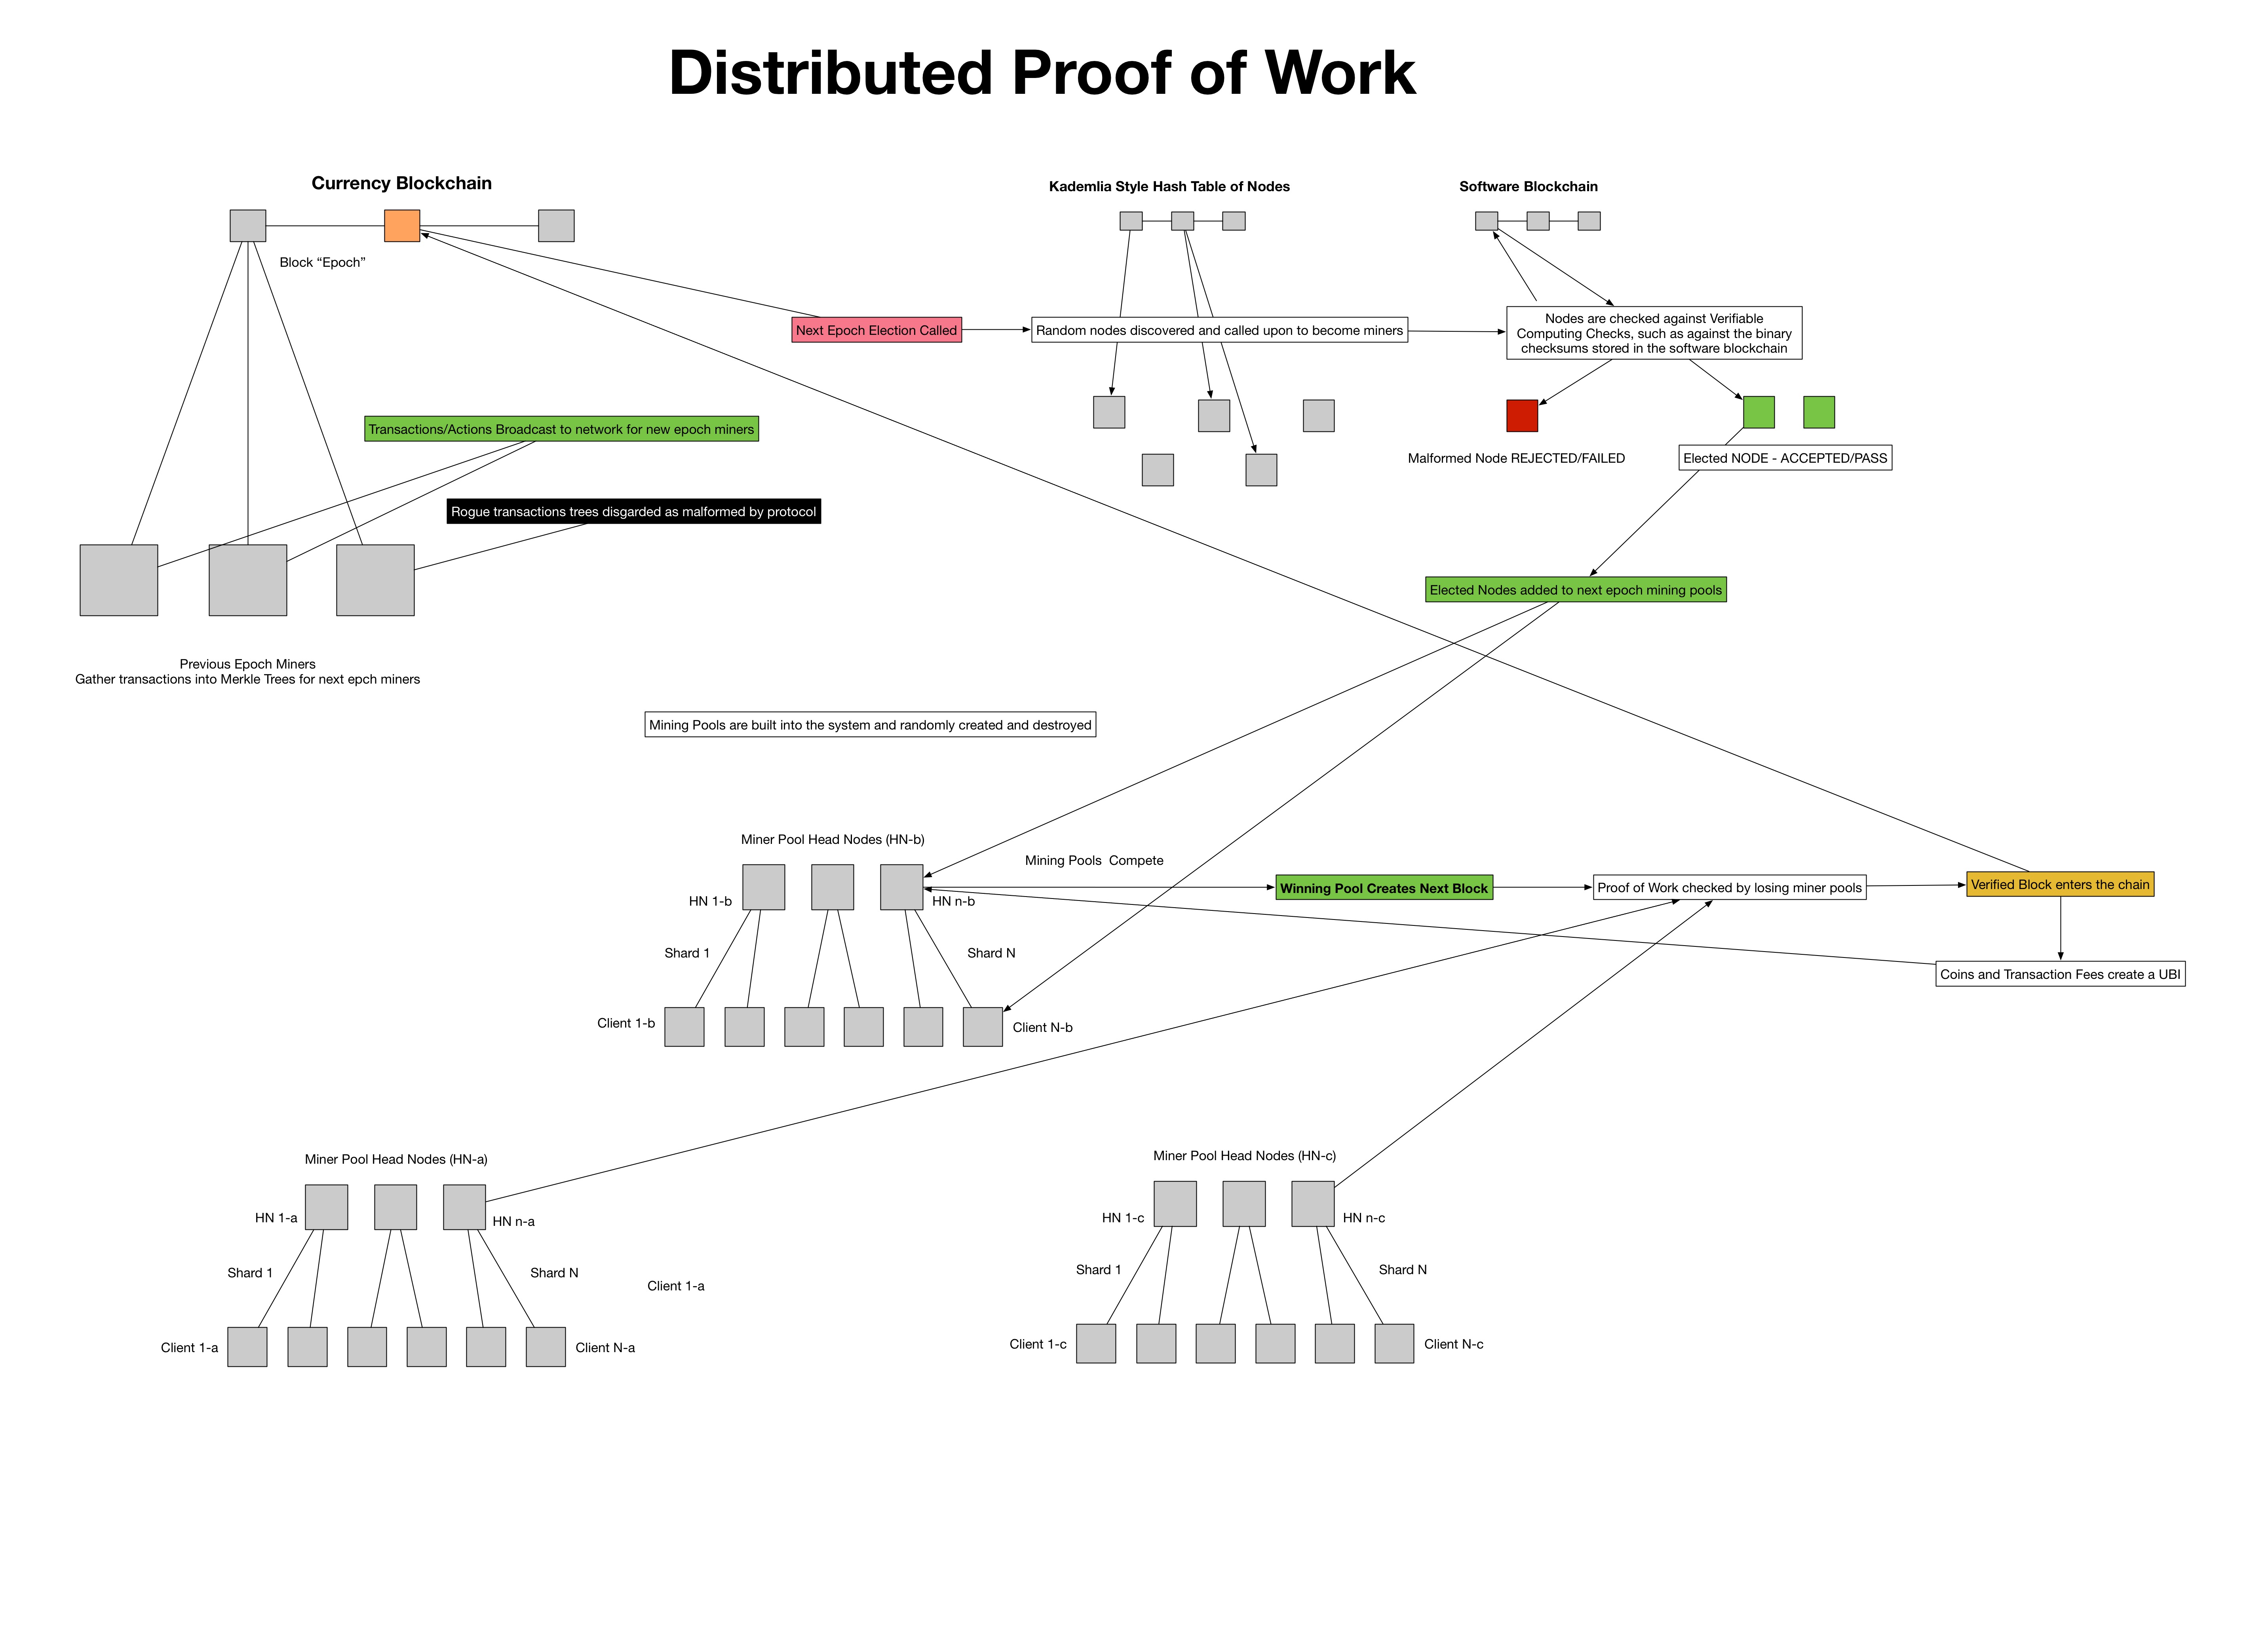 Distributed Proof of Work
Currency Blockchain
Kademlia Style Hash Table of Nodes
Software Blockchain
Block “Epoch”
Next Epoch Election Called
Random nodes discovered and called upon to become miners
Nodes are checked against Verifiable
Computing Checks, such as against the binary
checksums stored in the software blockchain
Transactions/Actions Broadcast to network for new epoch miners
Malformed Node REJECTED/FAILED
Elected NODE - ACCEPTED/PASS
Rogue transactions trees disgarded as malformed by protocol
Elected Nodes added to next epoch mining pools
Previous Epoch Miners
Gather transactions into Merkle Trees for next epch miners
Mining Pools are built into the system and randomly created and destroyed
Miner Pool Head Nodes (HN-b)
Mining Pools  Compete
HN 1-b
HN n-b
Winning Pool Creates Next Block
Proof of Work checked by losing miner pools
Verified Block enters the chain
Shard 1
Shard N
Coins and Transaction Fees create a UBI
Client 1-b
Client N-b
Miner Pool Head Nodes (HN-a)
HN 1-a
HN n-a
Shard 1
Shard N
Client 1-a
Client 1-a
Client N-a
Miner Pool Head Nodes (HN-c)
HN 1-c
HN n-c
Shard 1
Shard N
Client 1-c
Client N-c